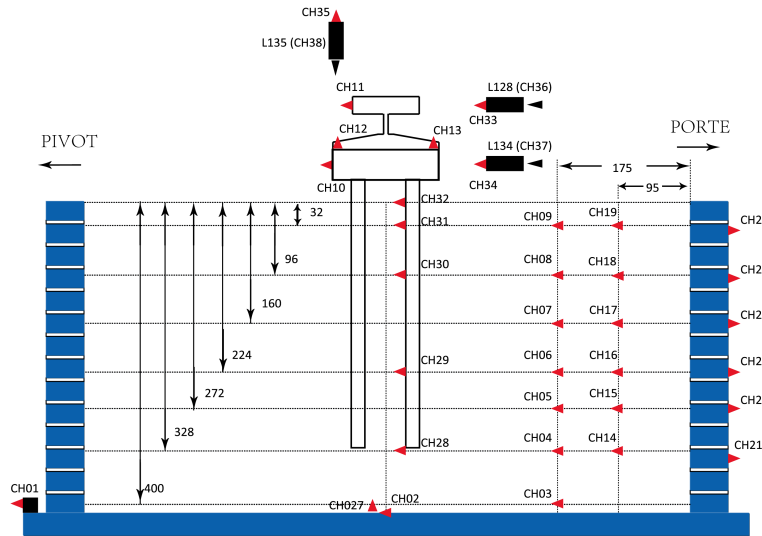 CH35
L135 (CH38)
CH11
L128 (CH36)
CH33
PIVOT
CH12
CH13
L134 (CH37)
PORTE
CH10
CH34
175
95
CH32
32
CH31
CH09
CH19
CH2
96
CH30
CH08
CH18
CH2
160
CH07
CH17
CH2
224
CH29
CH06
CH16
CH2
272
CH05
CH15
CH2
328
CH28
CH04
CH14
CH21
CH01
400
CH027
CH02
CH03